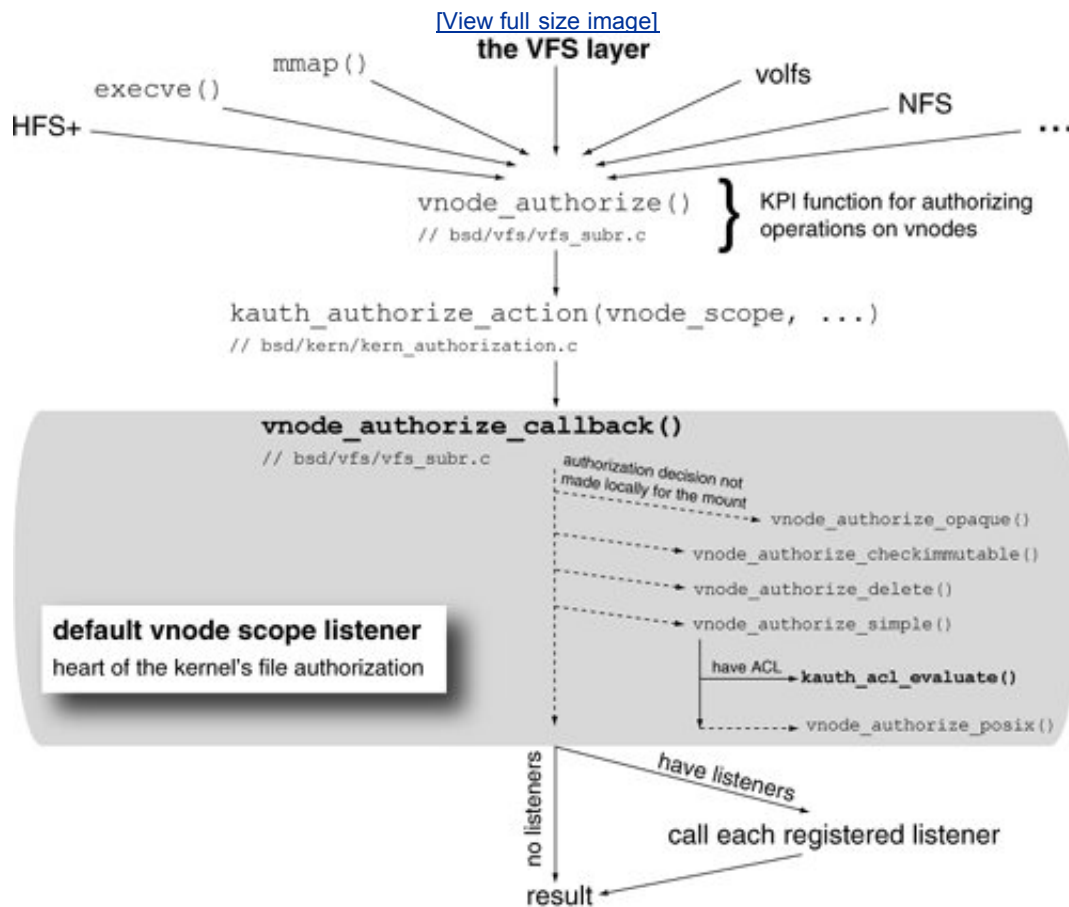 [View full size image]
the VFS layer
mmap()
volfs
execve()
NFS
HFS+
...
vnode_authorize()
// bsd/vfs/vfs_subr.c
}
KPI function for authorizing
operations on vnodes
kauth_authorize_action(vnode_scope, ...)
// bsd/kern/kern_authorization.c
vnode_authorize_callback()
// bsd/vfs/vfs_subr.c
authorization decision not
made locally for the mount
vnode_authorize_opaque()
vnode_authorize_checkimmutable()
vnode_authorize_delete()
vnode_authorize_simple()
default vnode scope listener
heart of the kernel's file authorization
have ACL
kauth_acl_evaluate()
vnode_authorize_posix()
no listeners
have listeners
call each registered listener
result